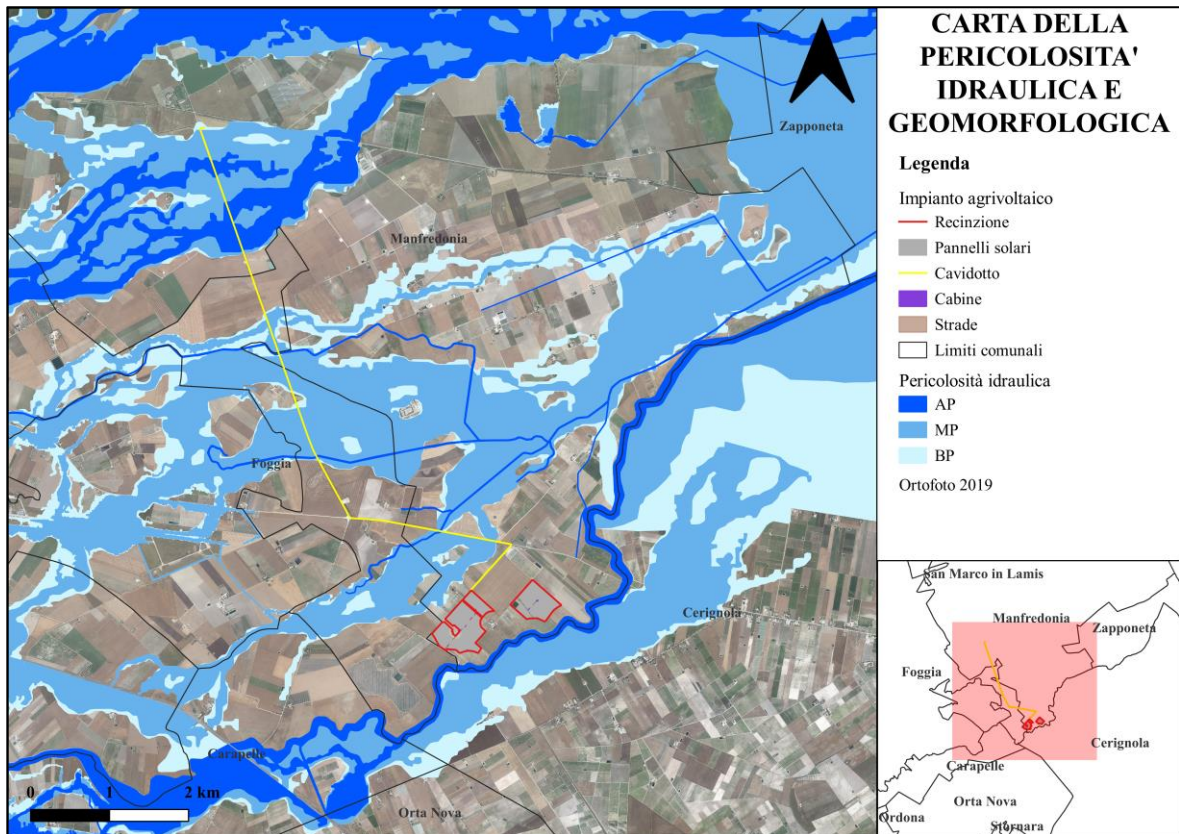 CARTA DELLA
PERICOLOSITA'
IDRAULICA E
GEOMORFOLOGICA
Legenda
Impianto agrivoltaico
Recinzione
Pannelli solari
Cavidotto
Cabine
Strade
Limiti comunali
Pericolosità idraulica
AP
MP
BP
Ortofoto 2019
Zapponeta
Manfredonia
Foggia
Cerignola
Carapelle
Orta Nova
0 1 2 km
San Marco in Lamis
Manfredonia
Zapponeta
Foggia
Cerignola
Carapelle
Orta Nova
Ordona
Stornara